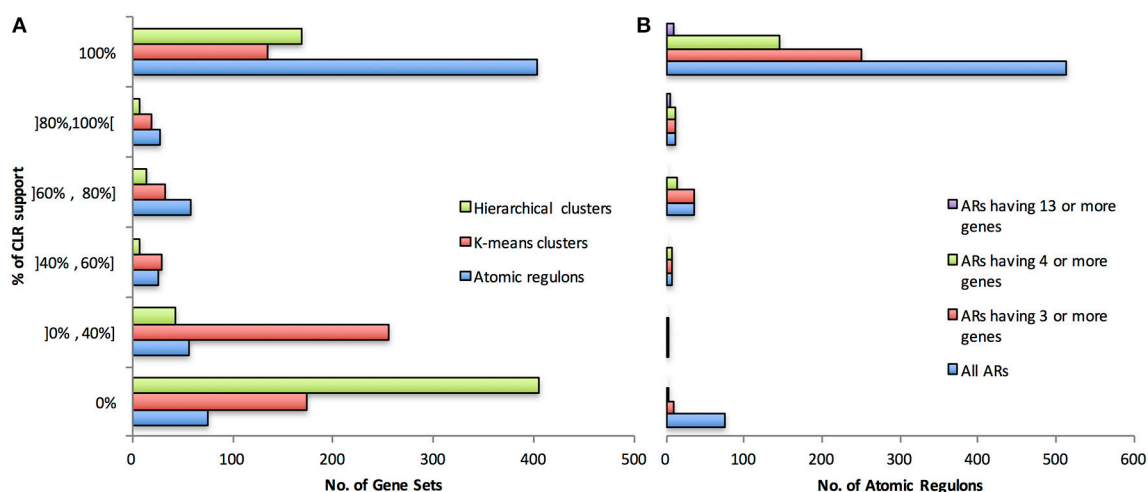 A
% of CLR support
100%
]80%,100%[
]60% , 80%]
]40% ,60%]
]0% , 40%]
0%
Hierarchical clusters
K-means clusters
Atomic regulons
0
100
200
300
400
500
No. of Gene Sets
B
ARs having 13 or more
genes
ARs having 4 or more
genes
ARs having 3 or more
genes
All ARs
0
100
200
300
400
500
600
No. of Atomic Regulons